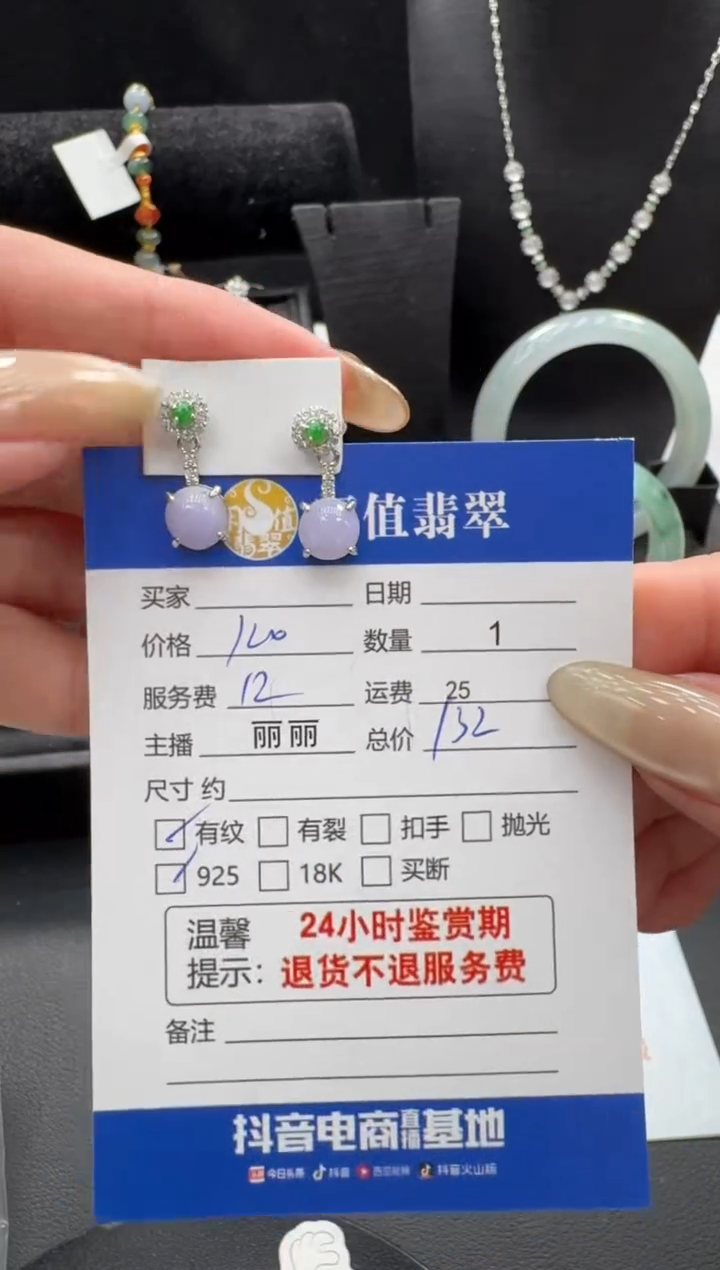 值翡翠
买家 日期
价格 120 数量 1
服务费 12 运费 25
主播 丽丽 总价 132
尺寸 约
有纹 有裂 扣手 抛光
925 18K 买断
温馨 24小时鉴赏期
提示: 退货不退服务费
备注
抖音电商直播基地
今日头条 抖音 西瓜视频 抖音火山版